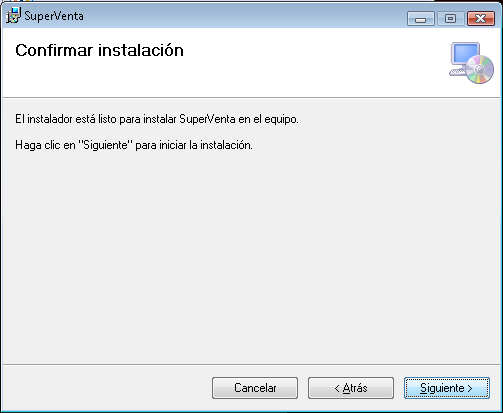 SuperVenta
Confirmar instalación
El instalador está listo para instalar SuperVenta en el equipo.
Haga clic en "Siguiente" para iniciar la instalación.
Cancelar
< Atrás
Siguiente >